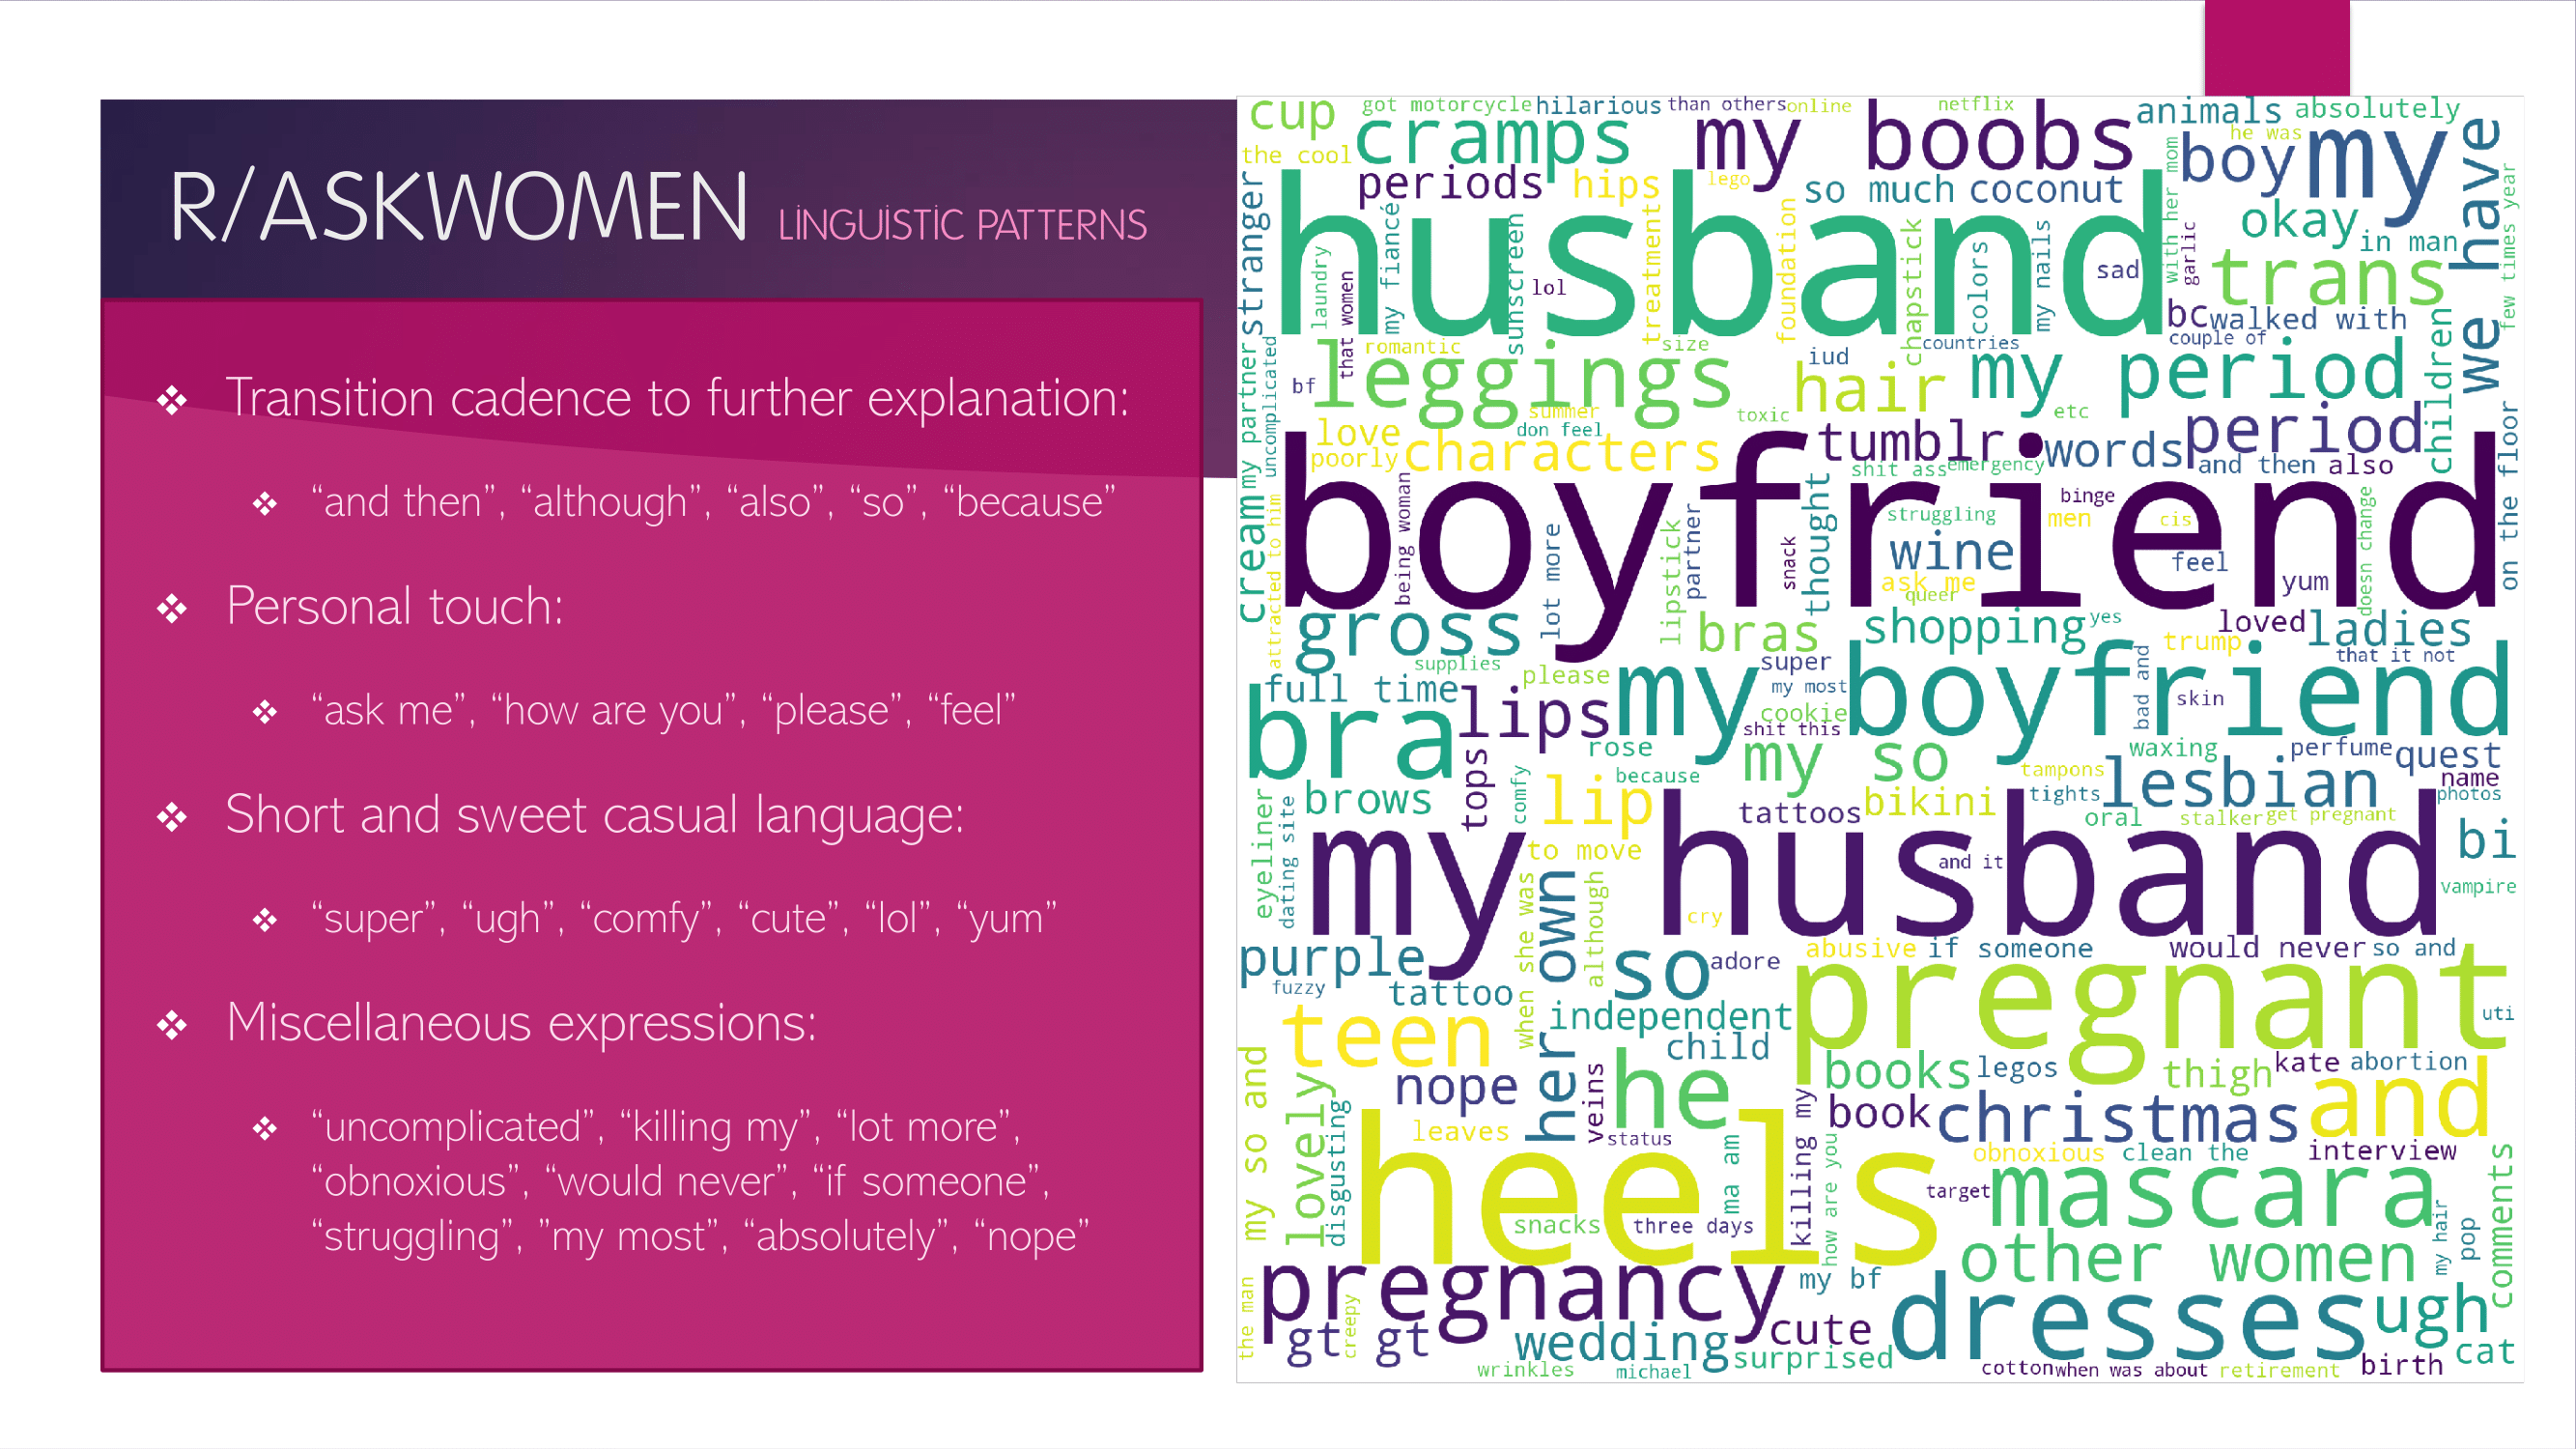 R/ASKWOMEN LINGUISTIC PATTERNS
❖ Transition cadence to further explanation:
❖ “and then”, “although”, “also”, “so”, “because”
❖ Personal touch:
❖ “ask me”, “how are you”, “please”, “feel”
❖ Short and sweet casual language:
❖ “super”, “ugh”, “comfy”, “cute”, “lol”, “yum”
❖ Miscellaneous expressions:
❖ “uncomplicated”, “killing my”, “lot more”,
“obnoxious”, “would never”, “if someone”,
“struggling”, ”my most”, “absolutely”, “nope”
cup
got motorcycle
hilarious
than others
online
netflix
animals
absolutely
the cool
cramps
my boobs
he was
boy
my
we have
periods
hips
lego
so much
coconut
with her mom
few times year
stranger
husband
okay
in man
garlic
laundry
that women
my fiancé
sunscreen
lol
treatment
foundation
chapstick
colors
my nails
sad
trans
bc
walked with
couple of
children
my partner
uncomplicated
romantic
size
countries
bf
leggings
iud
hair
my period
summer
toxic
etc
love
don feel
poorly
characters
tumblr
words
period
shit ass
emergency
and then
also
on the floor
boyfriend
cream
attracted to him
being woman
lot more
lipstick
partner
snack
thought
struggling
binge
men
cis
doesn change
wine
feel
ask me
queer
yum
gross
bras
shopping
yes
loved
ladies
trump
that it not
supplies
please
super
full time
my most
my boyfriend
bad and
skin
bra
lips
cookie
shit this
rose
my so
waxing
perfume
quest
tops
comfy
because
tampons
lesbian
name
brows
lip
tattoos
bikini
tights
photos
oral
stalker
get pregnant
eyeliner
dating site
to move
my husband
and it
bi
vampire
when she was
her own
although
cry
purple
so
adore
abusive
if someone
would never
so and
fuzzy
tattoo
pregnant
uti
teen
independent
child
my so and
lovely
disgusting
nope
veins
he
books
legos
thigh
kate
abortion
book
christmas
and
leaves
status
heels
ma am
killing my
how are you
obnoxious
clean the
interview
target
mascara
comments
snacks
three days
my hair
pop
other women
pregnancy
my bf
the man
creepy
gt gt
wedding
cute
dresses
ugh
surprised
cat
wrinkles
michael
cotton
when was about
retirement
birth